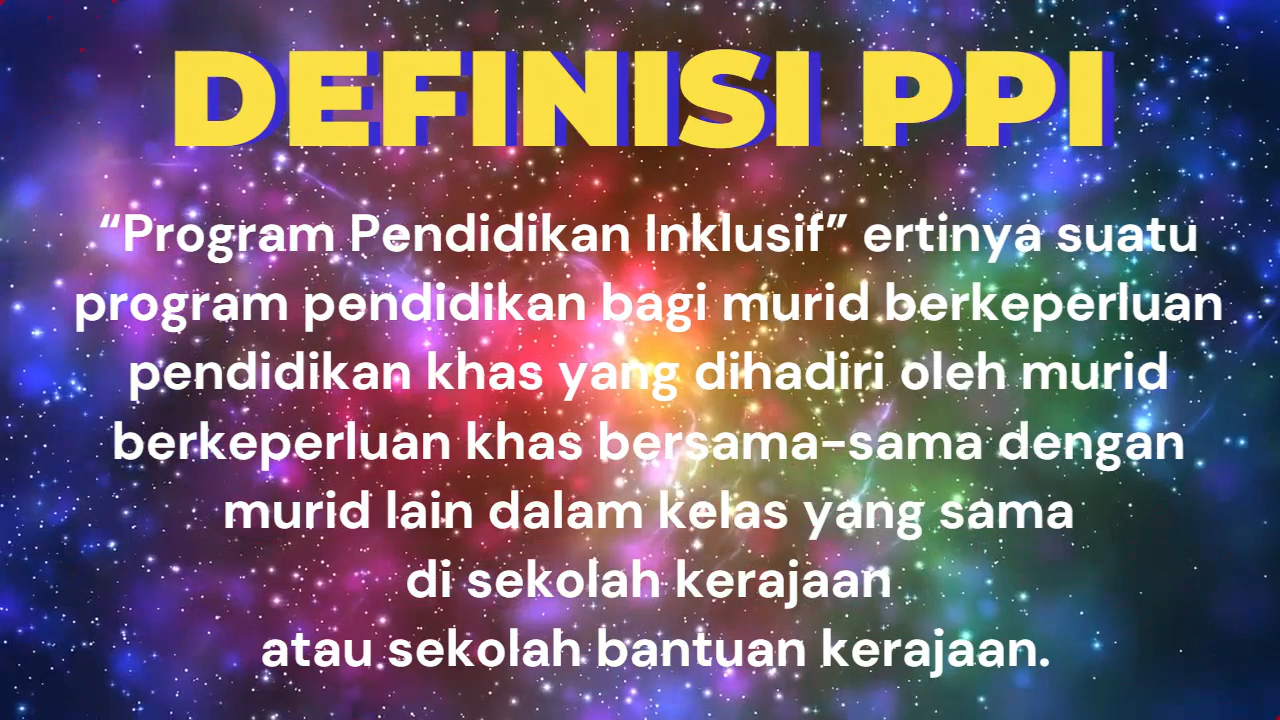 DEFINISI PPI
“Program Pendidikan Inklusif” ertinya suatu
program pendidikan bagi murid berkeperluan
pendidikan khas yang dihadiri oleh murid
berkeperluan khas bersama-sama dengan
murid lain dalam kelas yang sama
di sekolah kerajaan
atau sekolah bantuan kerajaan.